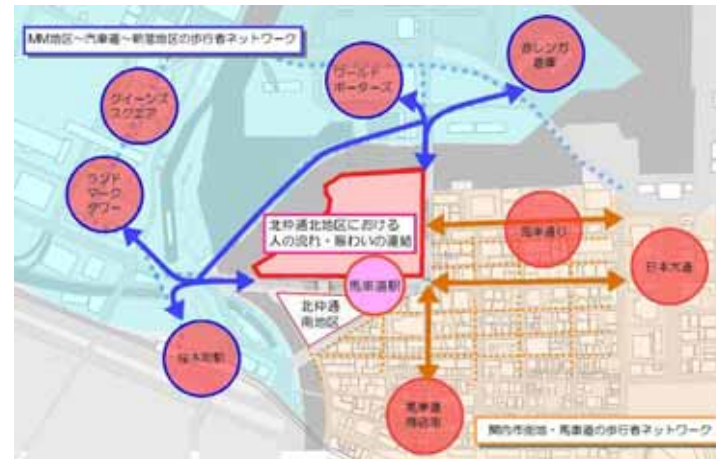 MM地区～汽車道～新港地区の歩行者ネットワーク
赤レンガ
倉庫
ワールド
ポーターズ
クイーンズ
スクエア
ランド
マーク
タワー
北仲通北地区における
人の流れ・賑わいの連結
馬車道駅
北仲通
南地区
日本大通
桜木町駅
馬車道
商店街
関内市街地・馬車道の歩行者ネットワーク